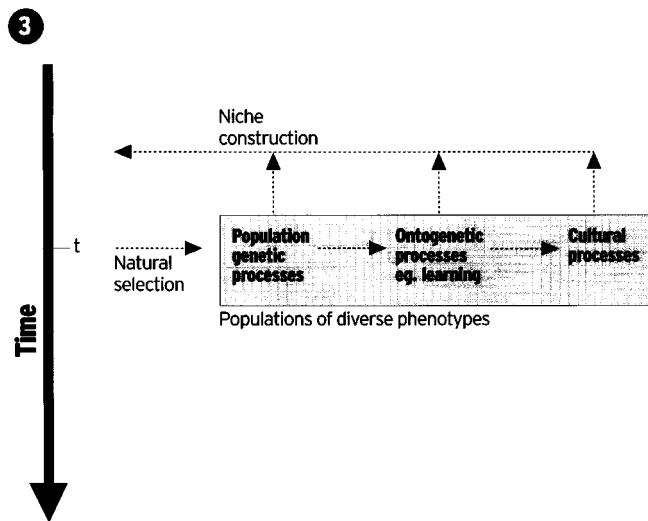 3
Niche
construction
t
Natural
selection
Population
genetic
processes
Ontogenetic
processes
eg. learning
Cultural
processes
Populations of diverse phenotypes
Time